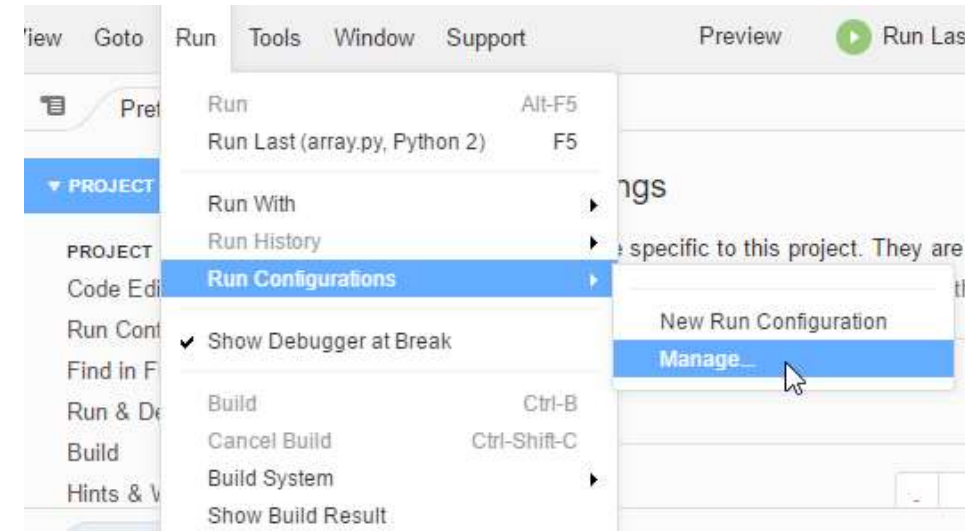 iew Goto Run Tools Window Support Preview Run Las
Pref
Run Alt-F5
Run Last (array.py, Python 2) F5
PROJECT
Run With
ngs
Run History
PROJECT
specific to this project. They are
Code Edi
Run Configurations
New Run Configuration
Run Conf
Show Debugger at Break
Manage...
Find in F
Build Ctrl-B
Run & De
Cancel Build Ctrl-Shift-C
Build
Build System
Hints & W
Show Build Result